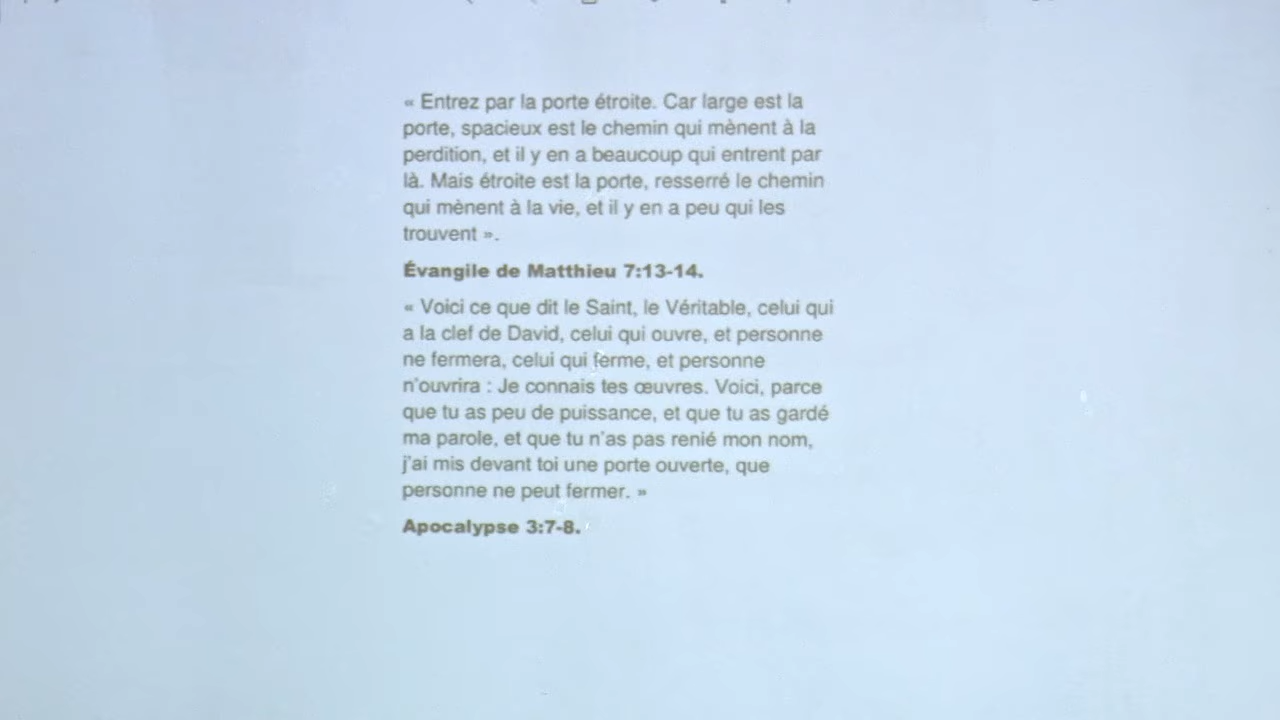 « Entrez par la porte étroite. Car large est la
porte, spacieux est le chemin qui mènent à la
perdition, et il y en a beaucoup qui entrent par
là. Mais étroite est la porte, resserré le chemin
qui mènent à la vie, et il y en a peu qui les
trouvent ».
Évangile de Matthieu 7:13-14.
« Voici ce que dit le Saint, le Véritable, celui qui
a la clef de David, celui qui ouvre, et personne
ne fermera, celui qui ferme, et personne
n'ouvrira : Je connais tes œuvres. Voici, parce
que tu as peu de puissance, et que tu as gardé
ma parole, et que tu n'as pas renié mon nom,
j'ai mis devant toi une porte ouverte, que
personne ne peut fermer. »
Apocalypse 3:7-8.